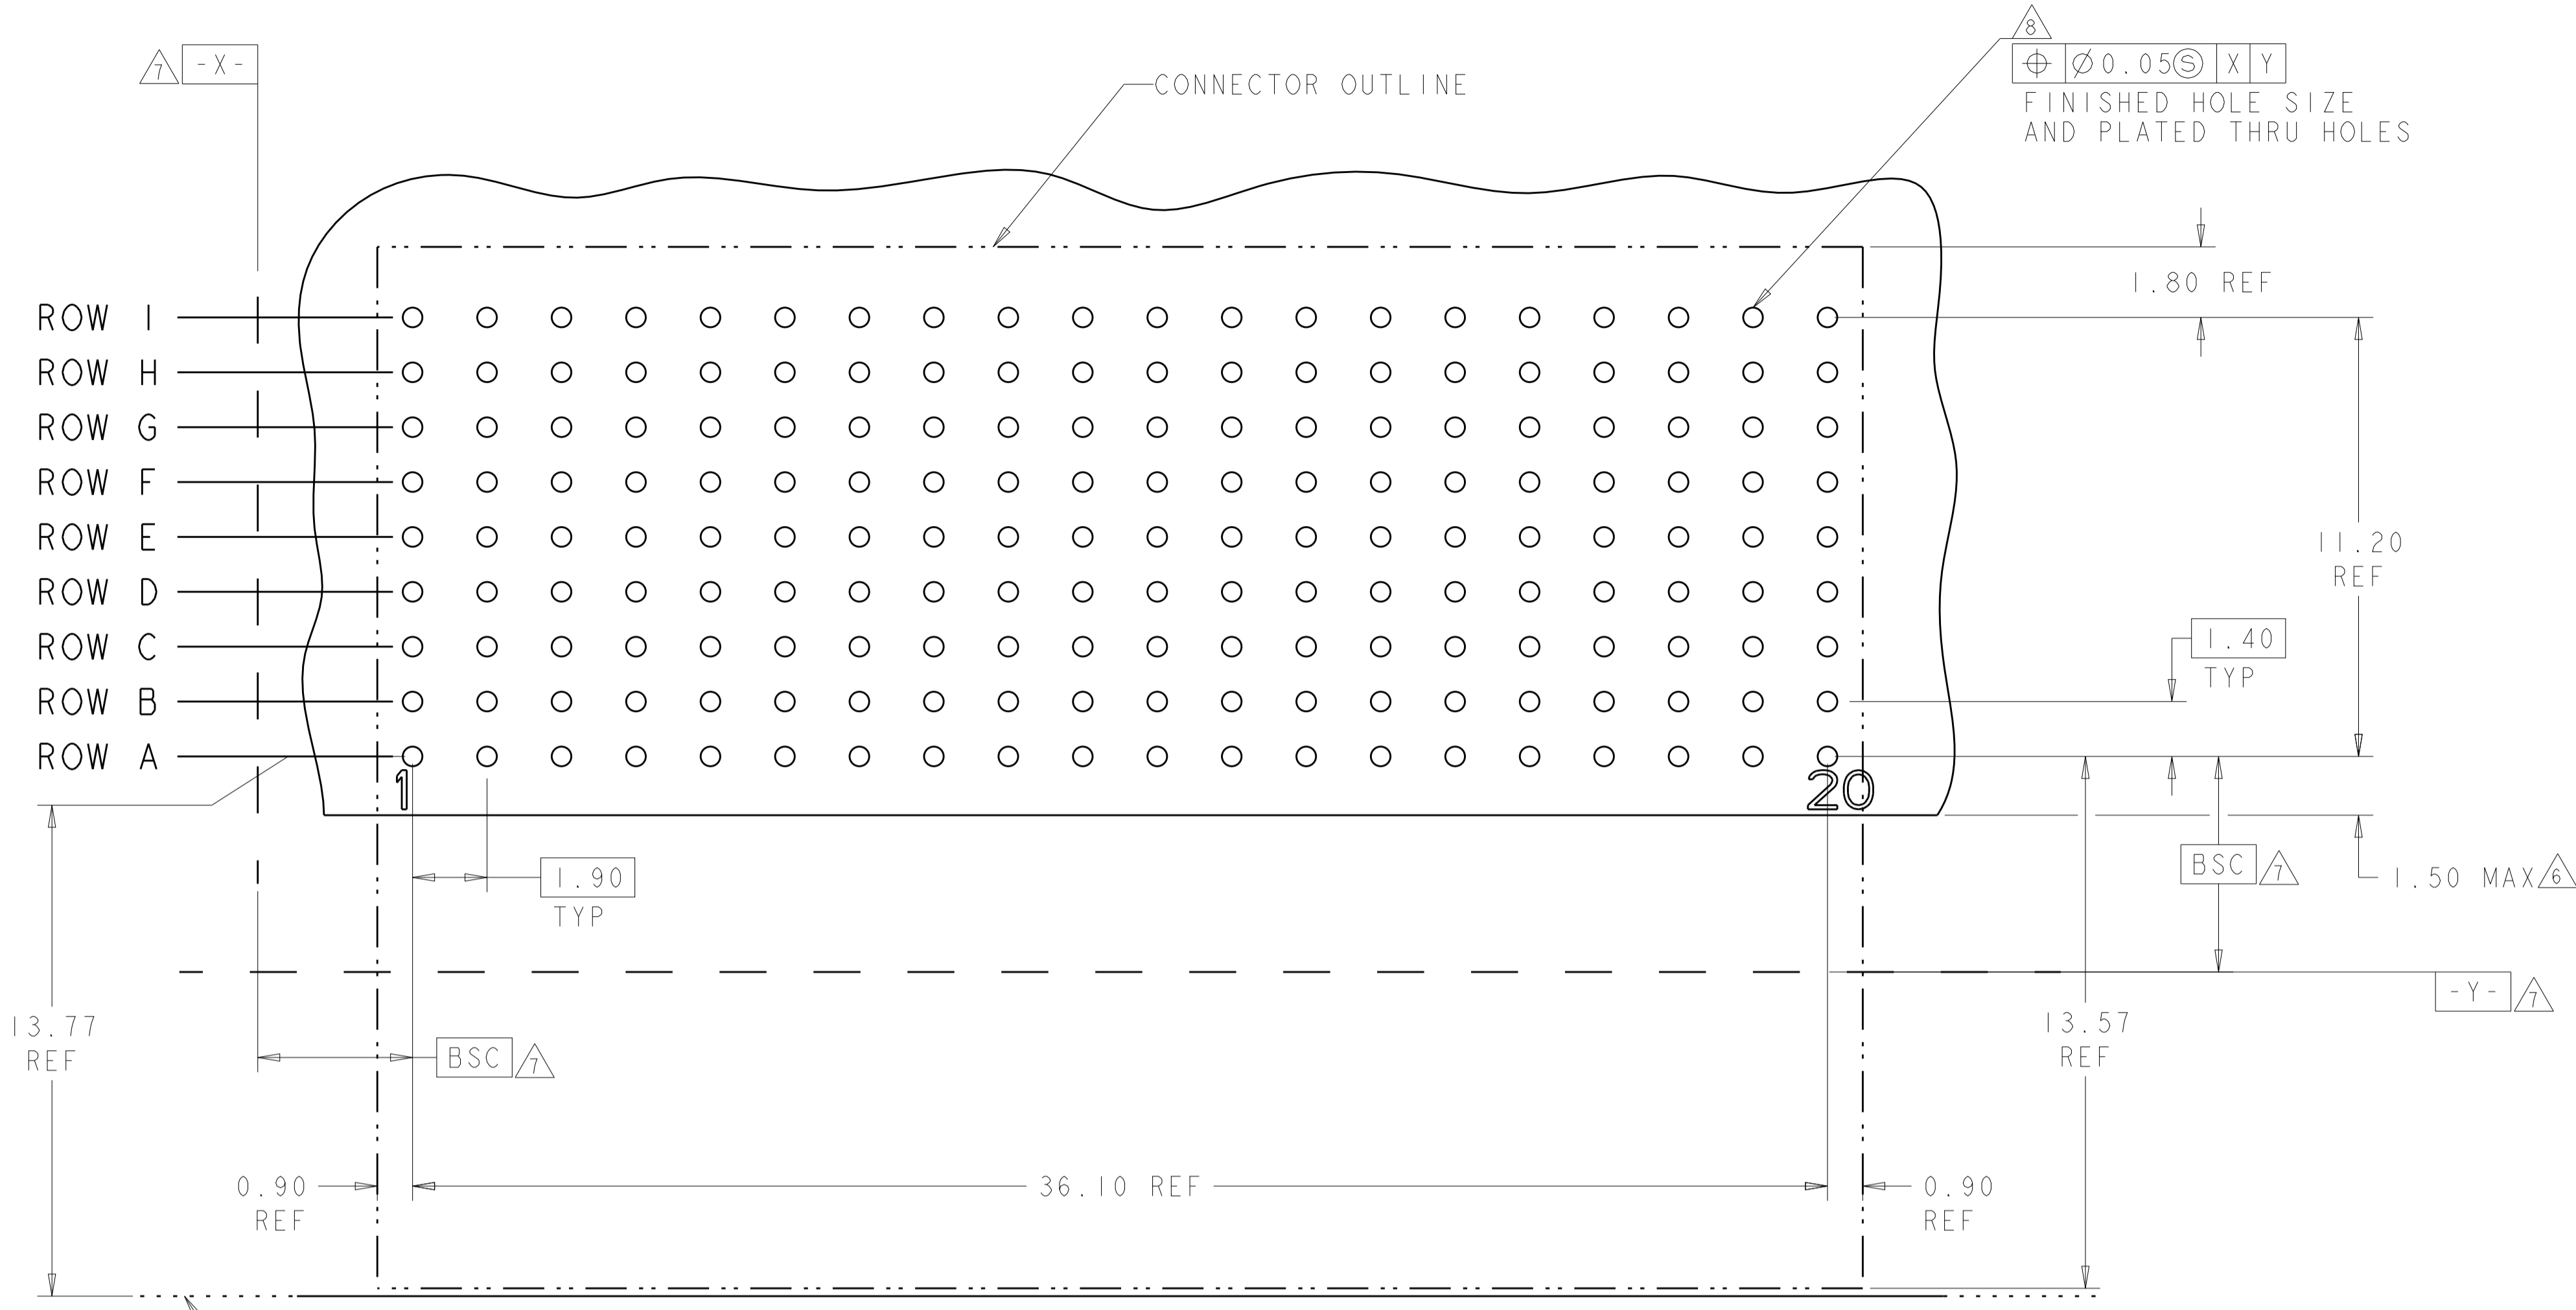 8
7 -X-
⌖ ⌀0.05Ⓢ X Y
CONNECTOR OUTLINE
FINISHED HOLE SIZE
AND PLATED THRU HOLES
1.80 REF
ROW I
ROW H
ROW G
ROW F
ROW E
ROW D
ROW C
ROW B
ROW A
11.20
REF
1.40
TYP
1
20
1.90
TYP
BSC 7
1.50 MAX 6
-Y- 7
13.77
REF
13.57
REF
BSC 7
0.90
REF
36.10 REF
0.90
REF